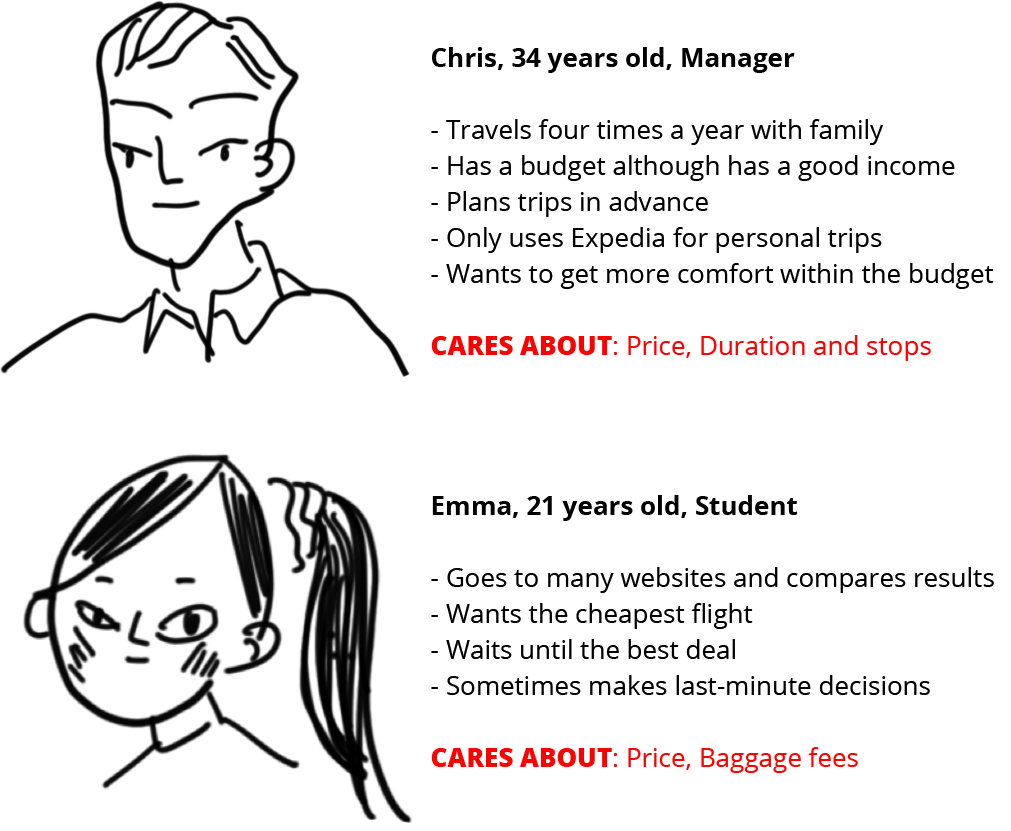 Chris, 34 years old, Manager
- Travels four times a year with family
- Has a budget although has a good income
- Plans trips in advance
- Only uses Expedia for personal trips
- Wants to get more comfort within the budget
CARES ABOUT: Price, Duration and stops
Emma, 21 years old, Student
- Goes to many websites and compares results
- Wants the cheapest flight
- Waits until the best deal
- Sometimes makes last-minute decisions
CARES ABOUT: Price, Baggage fees